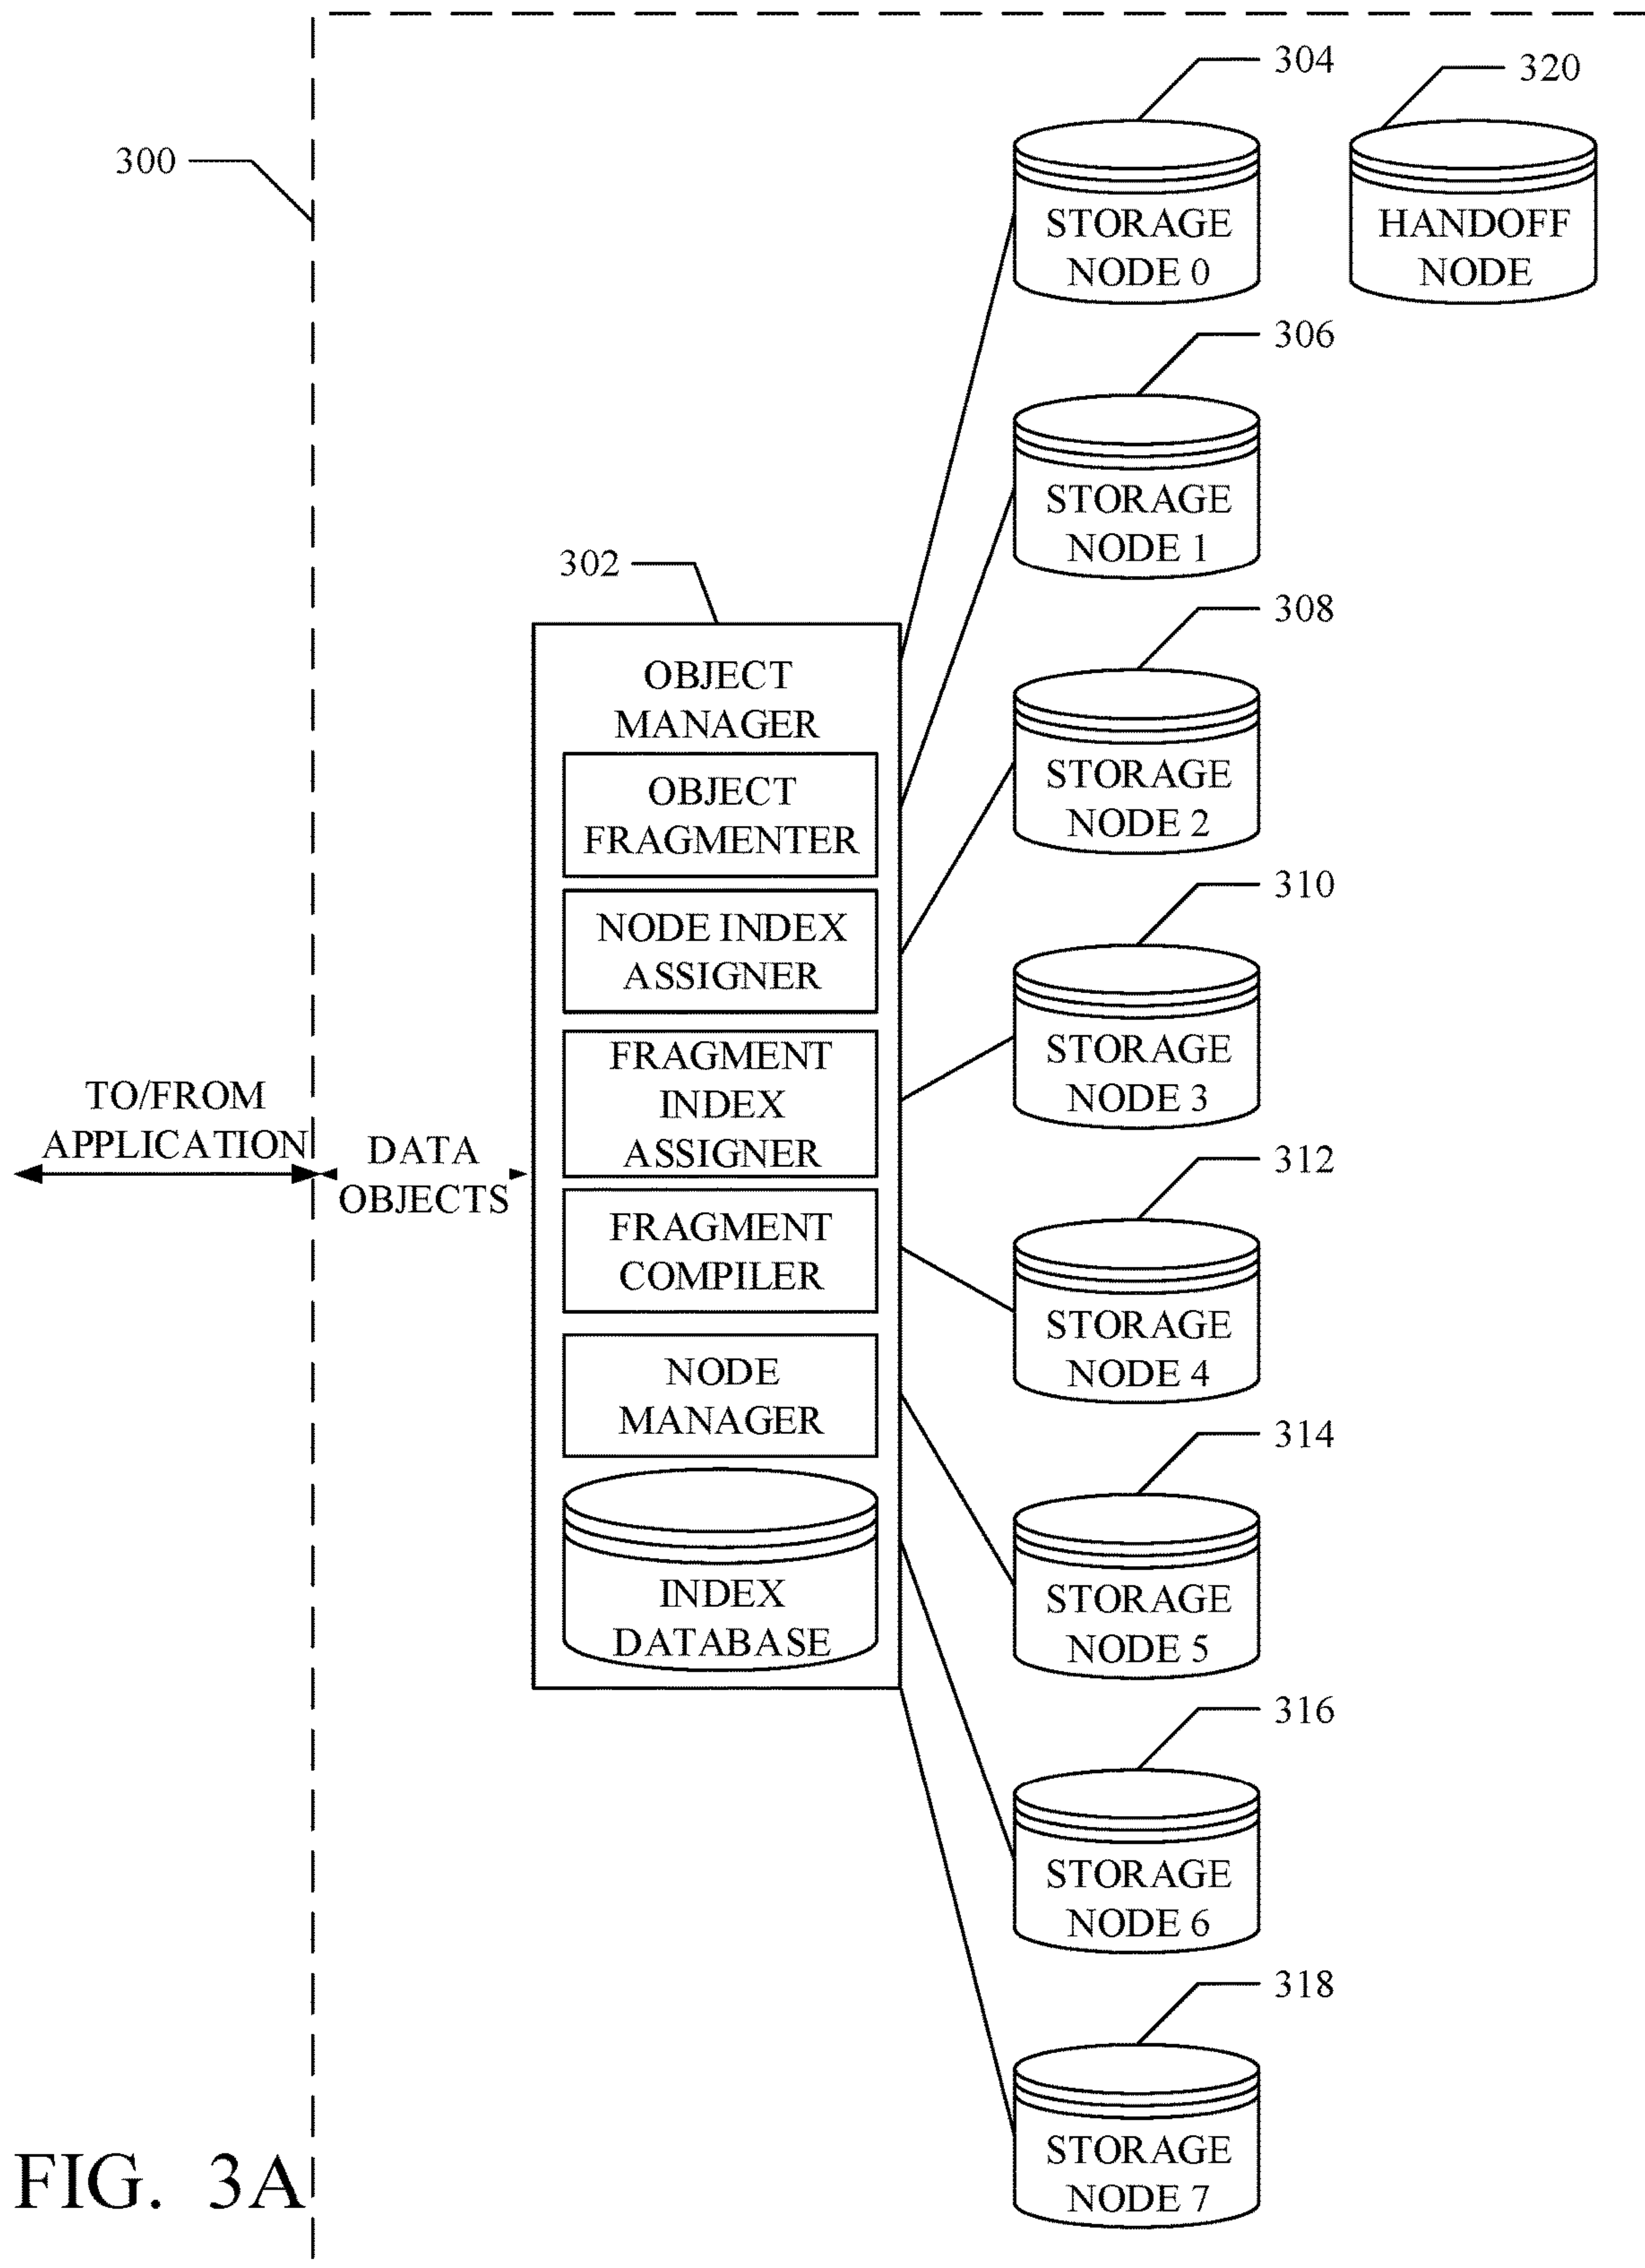 304
320
300
STORAGE
NODE 0
HANDOFF
NODE
306
STORAGE
NODE 1
302
308
OBJECT
MANAGER
STORAGE
NODE 2
OBJECT
FRAGMENTER
310
NODE INDEX
ASSIGNER
STORAGE
NODE 3
FRAGMENT
INDEX
ASSIGNER
TO/FROM
APPLICATION
DATA
OBJECTS
312
FRAGMENT
COMPILER
STORAGE
NODE 4
NODE
MANAGER
314
INDEX
DATABASE
STORAGE
NODE 5
316
STORAGE
NODE 6
318
STORAGE
NODE 7
FIG. 3A